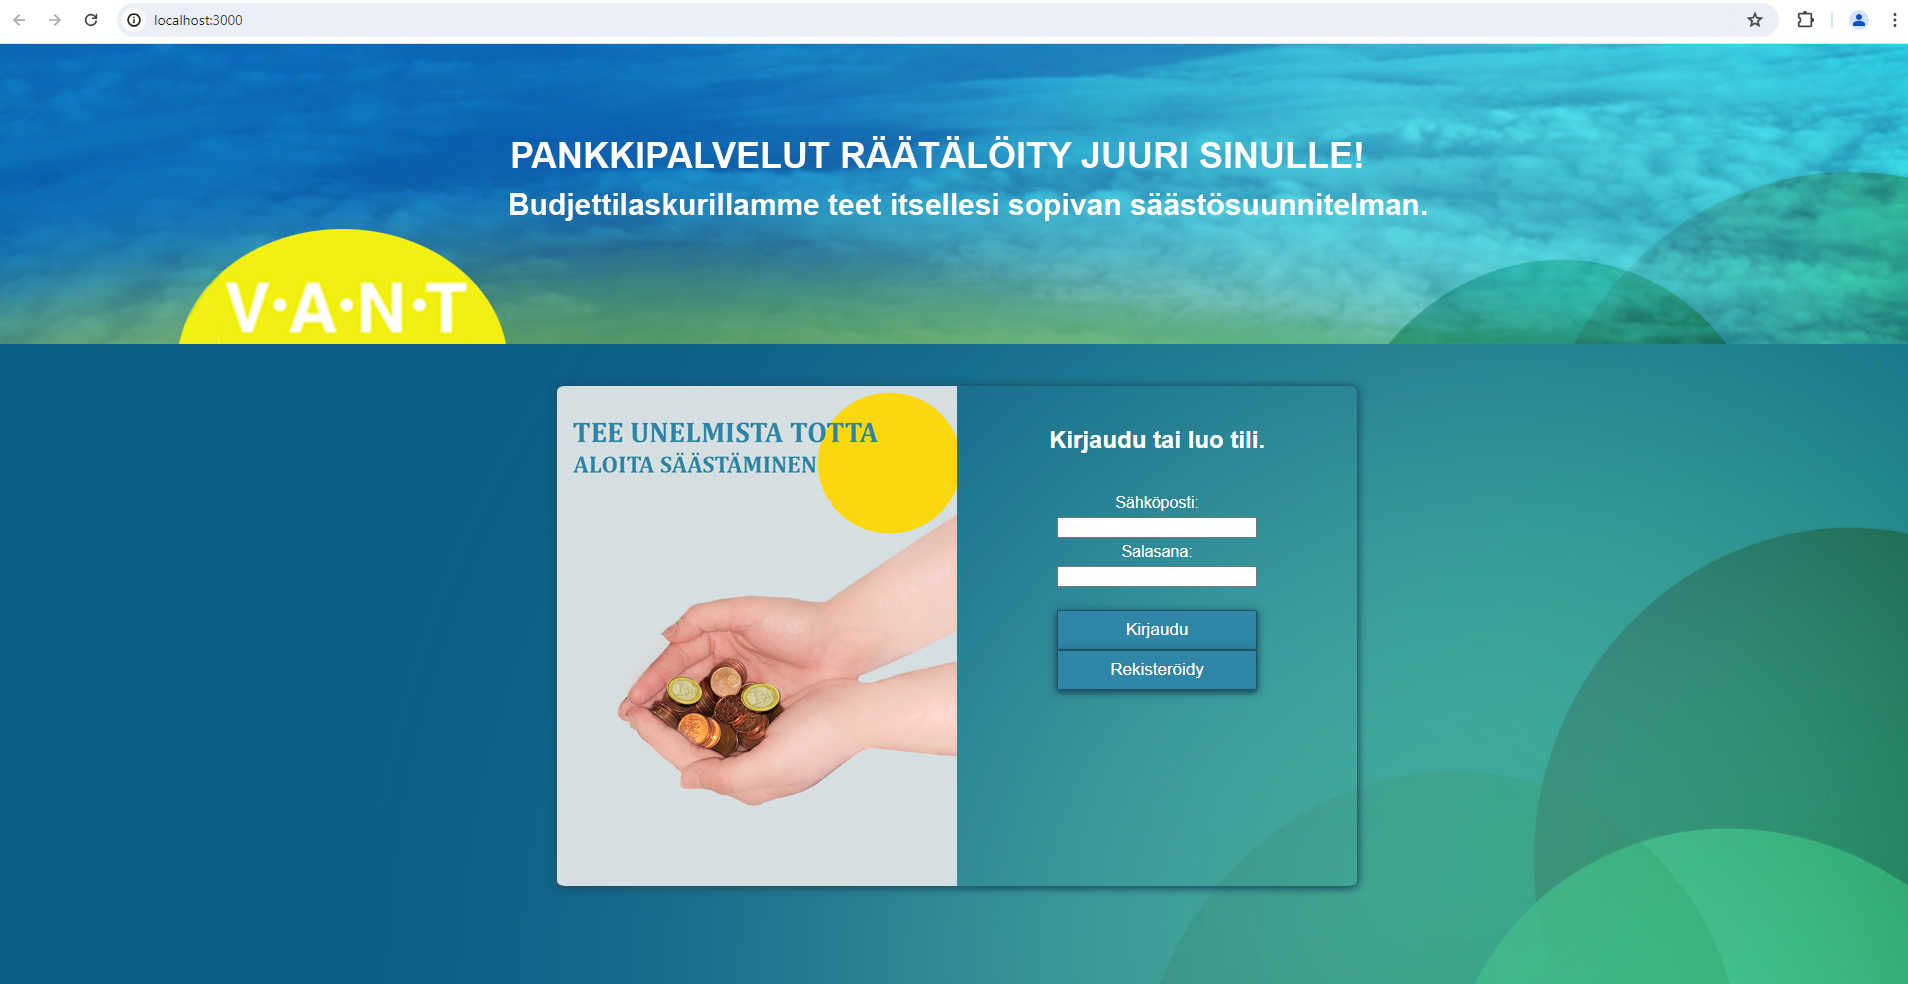 localhost:3000
PANKKIPALVELUT RÄÄTÄLÖITY JUURI SINULLE!
Budjettilaskurillamme teet itsellesi sopivan säästösuunnitelman.
V·A·N·T
TEE UNELMISTA TOTTA
ALOITA SÄÄSTÄMINEN
Kirjaudu tai luo tili.
Sähköposti:
Salasana:
Kirjaudu
Rekisteröidy